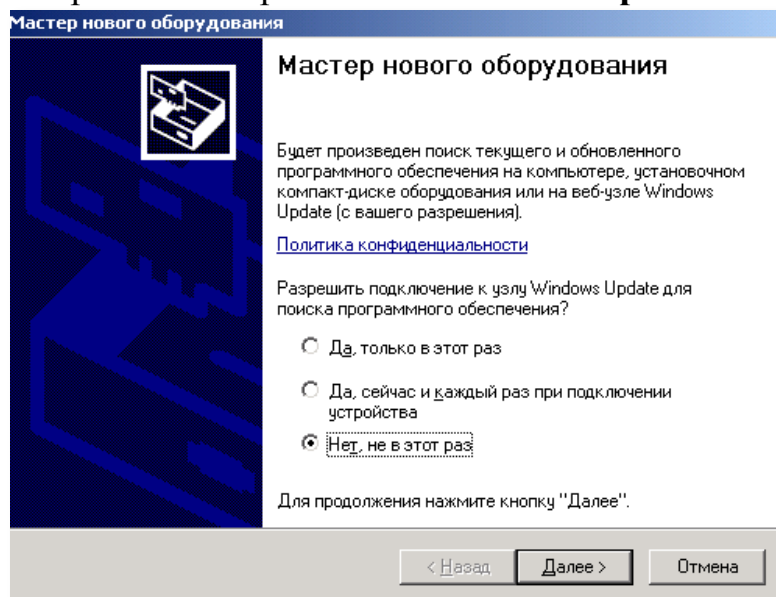 Мастер нового оборудования
Мастер нового оборудования
Будет произведен поиск текущего и обновленного
программного обеспечения на компьютере, установочном
компакт-диске оборудования или на веб-узле Windows
Update (с вашего разрешения).
Политика конфиденциальности
Разрешить подключение к узлу Windows Update для
поиска программного обеспечения?
Да, только в этот раз
Да, сейчас и каждый раз при подключении
устройства
Нет, не в этот раз
Для продолжения нажмите кнопку "Далее".
< Назад
Далее >
Отмена